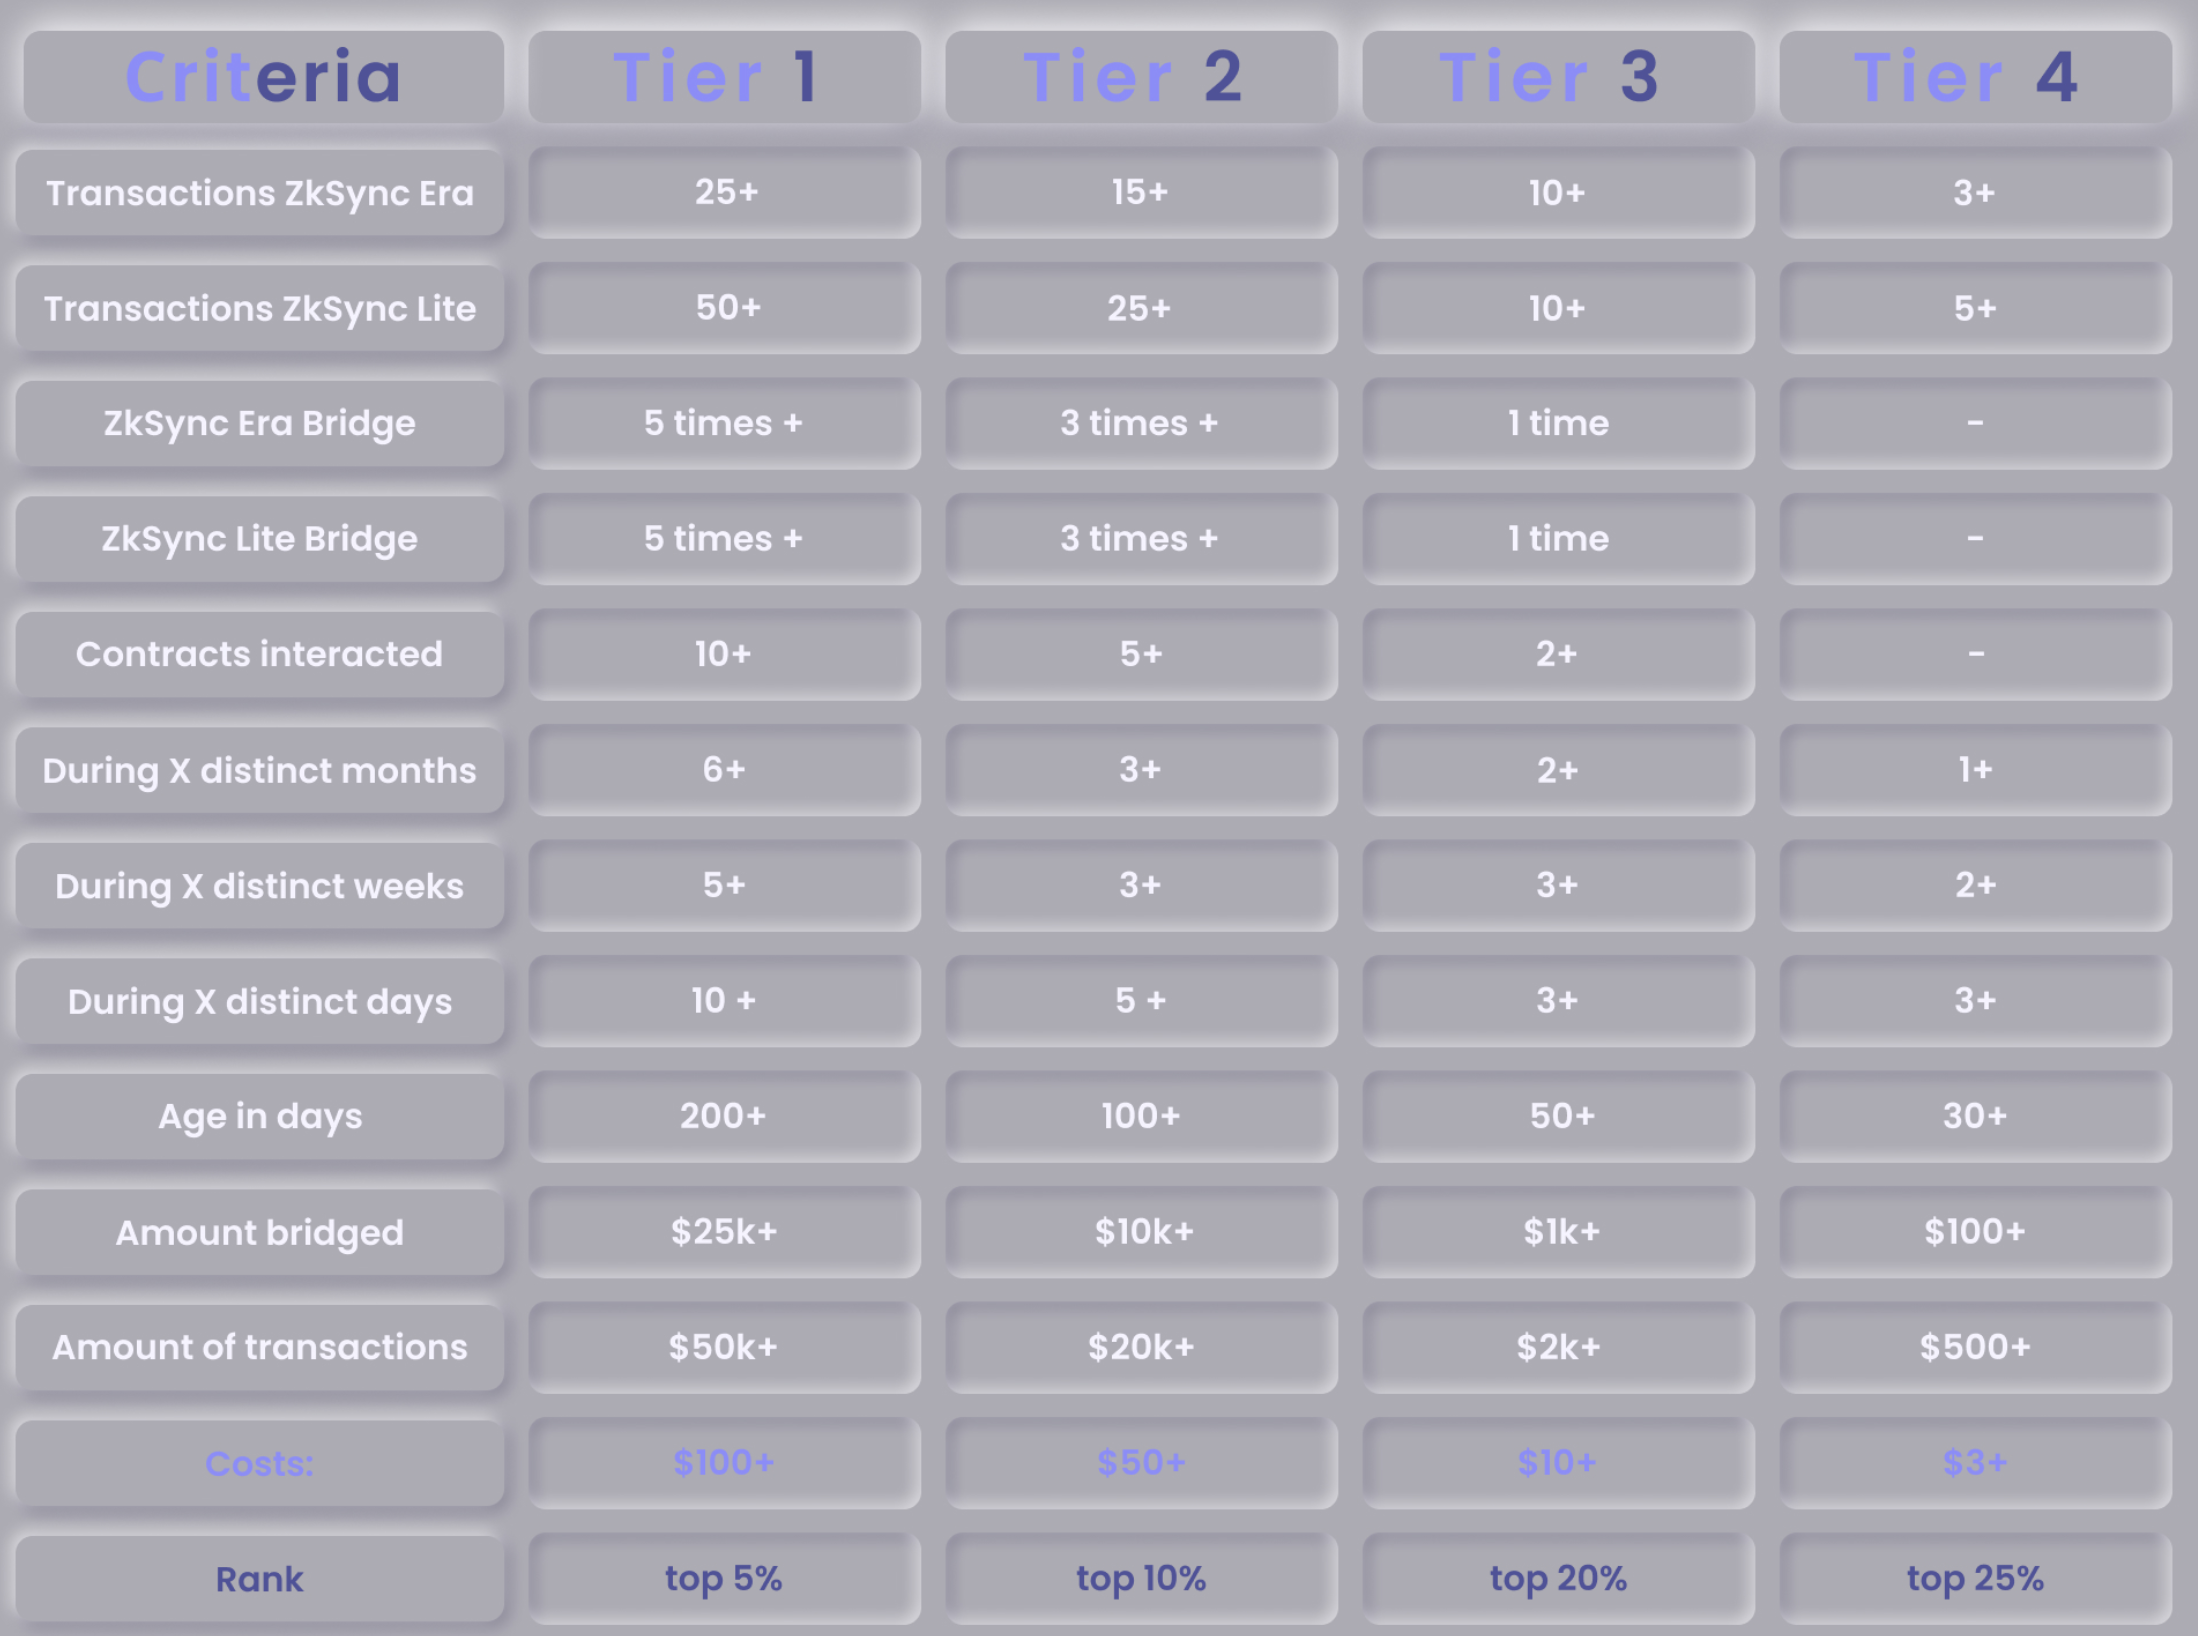 Criteria Tier 1 Tier 2 Tier 3 Tier 4
Transactions ZkSync Era 25+ 15+ 10+ 3+
Transactions ZkSync Lite 50+ 25+ 10+ 5+
ZkSync Era Bridge 5 times + 3 times + 1 time -
ZkSync Lite Bridge 5 times + 3 times + 1 time -
Contracts interacted 10+ 5+ 2+ -
During X distinct months 6+ 3+ 2+ 1+
During X distinct weeks 5+ 3+ 3+ 2+
During X distinct days 10 + 5 + 3+ 3+
Age in days 200+ 100+ 50+ 30+
Amount bridged $25k+ $10k+ $1k+ $100+
Amount of transactions $50k+ $20k+ $2k+ $500+
Costs: $100+ $50+ $10+ $3+
Rank top 5% top 10% top 20% top 25%